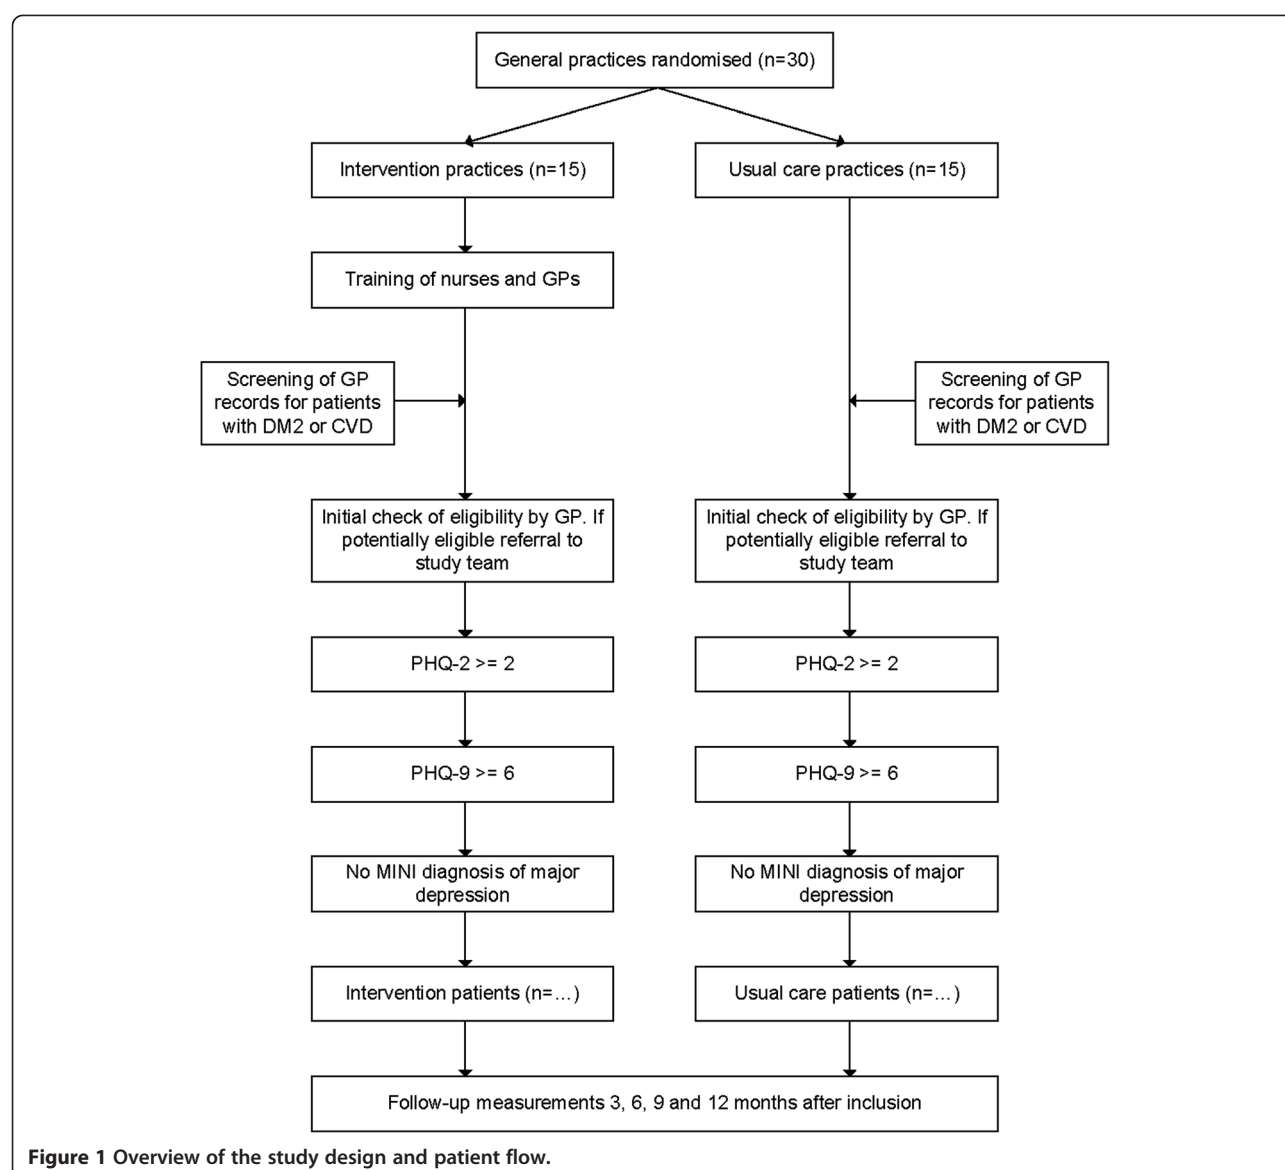 General practices randomised (n=30)
Intervention practices (n=15)
Usual care practices (n=15)
Training of nurses and GPs
Screening of GP
records for patients
with DM2 or CVD
Screening of GP
records for patients
with DM2 or CVD
Initial check of eligibility by GP. If
potentially eligible referral to
study team
Initial check of eligibility by GP. If
potentially eligible referral to
study team
PHQ-2 >= 2
PHQ-2 >= 2
PHQ-9 >= 6
PHQ-9 >= 6
No MINI diagnosis of major
depression
No MINI diagnosis of major
depression
Intervention patients (n=…)
Usual care patients (n=…)
Follow-up measurements 3, 6, 9 and 12 months after inclusion
Figure 1 Overview of the study design and patient flow.